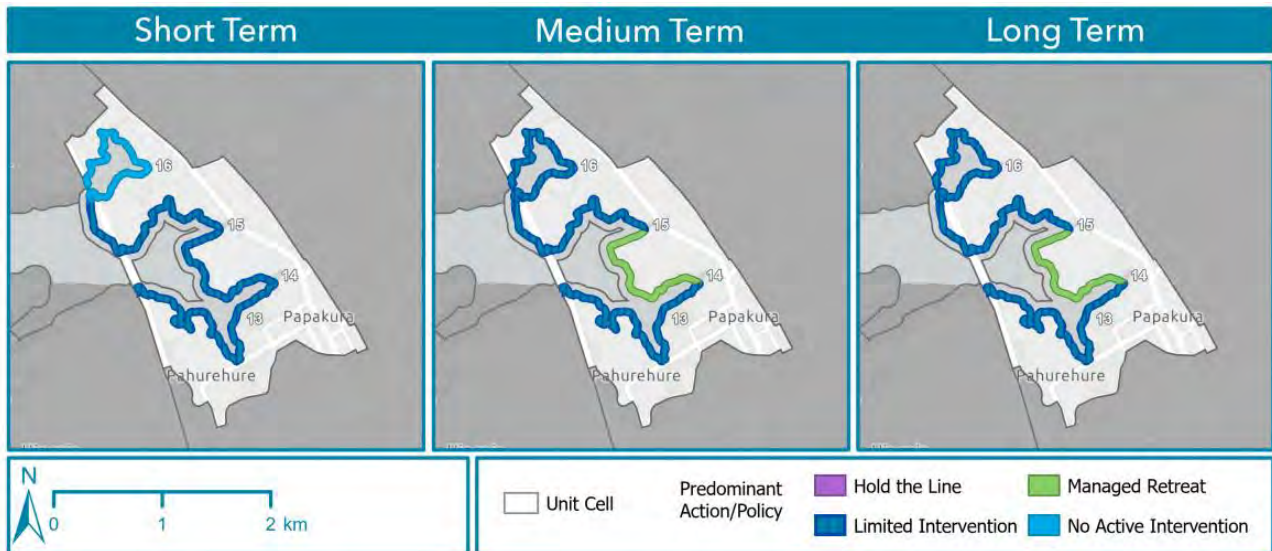 Short Term
Medium Term
Long Term
16
15
14
13
Papakura
Pahurehure
16
15
14
13
Papakura
Pahurehure
16
15
14
13
Papakura
Pahurehure
N
0 1 2 km
Unit Cell
Predominant
Action/Policy
Hold the Line
Managed Retreat
Limited Intervention
No Active Intervention